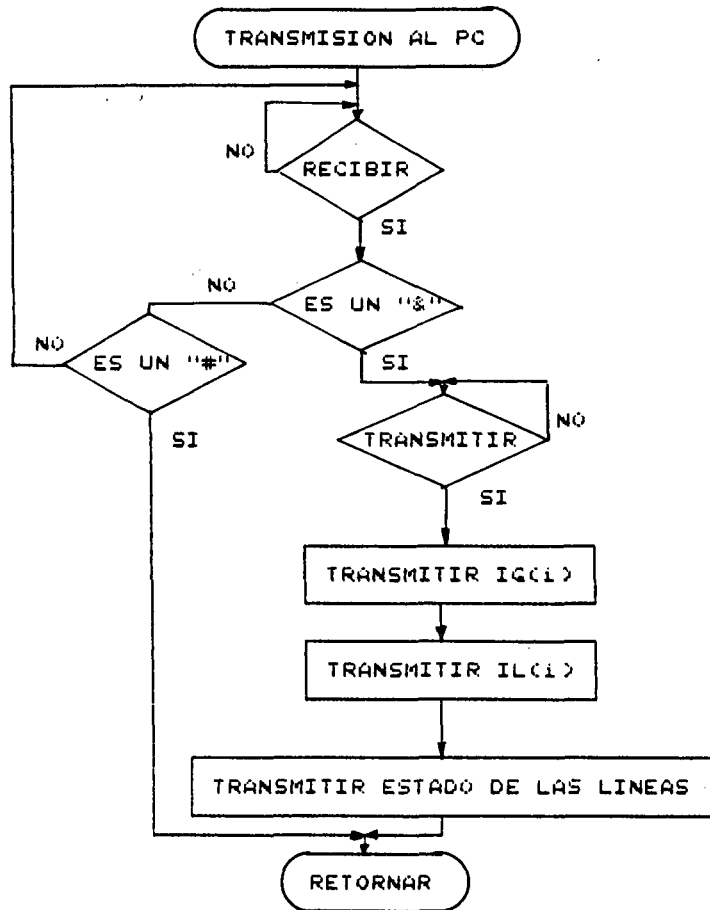 TRANSMISION AL PC
NO
RECIBIR
SI
NO
ES UN "&"
NO
ES UN "#"
SI
NO
TRANSMITIR
SI
SI
TRANSMITIR IG(i)
TRANSMITIR IL(i)
TRANSMITIR ESTADO DE LAS LINEAS
RETORNAR